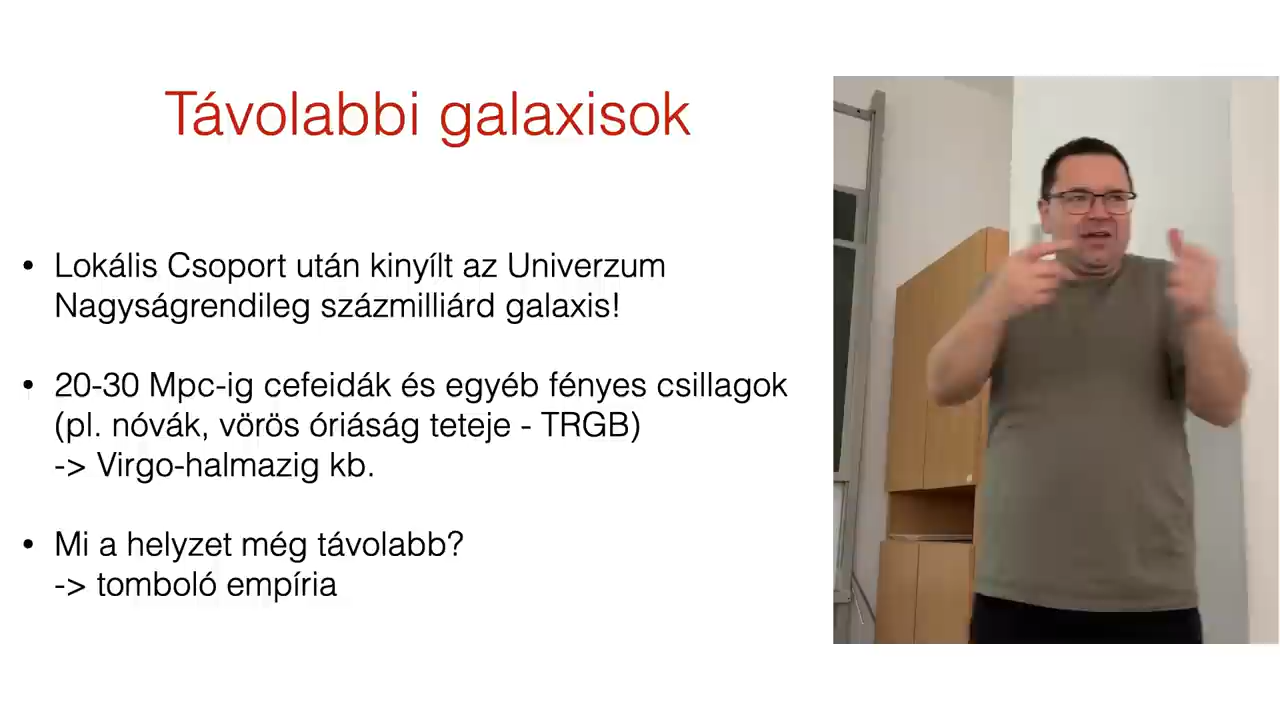 Távolabbi galaxisok
• Lokális Csoport után kinyílt az Univerzum
Nagyságrendileg százmilliárd galaxis!
• 20-30 Mpc-ig cefeidák és egyéb fényes csillagok
(pl. nóvák, vörös óriáság teteje - TRGB)
-> Virgo-halmazig kb.
• Mi a helyzet még távolabb?
-> tomboló empíria